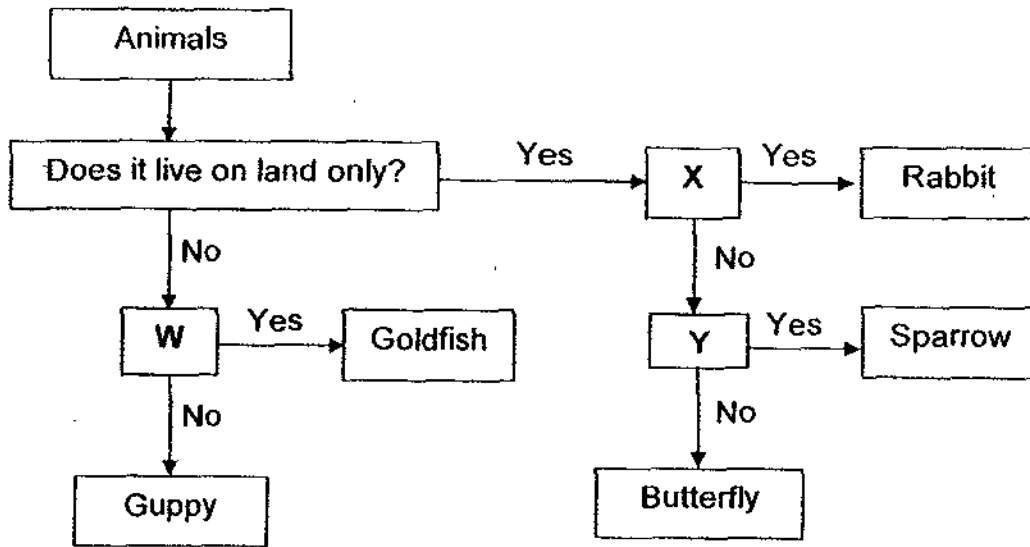 Animals
Does it live on land only?
Yes
X
Yes
Rabbit
No
No
W
Yes
Goldfish
Y
Yes
Sparrow
No
No
Guppy
Butterfly